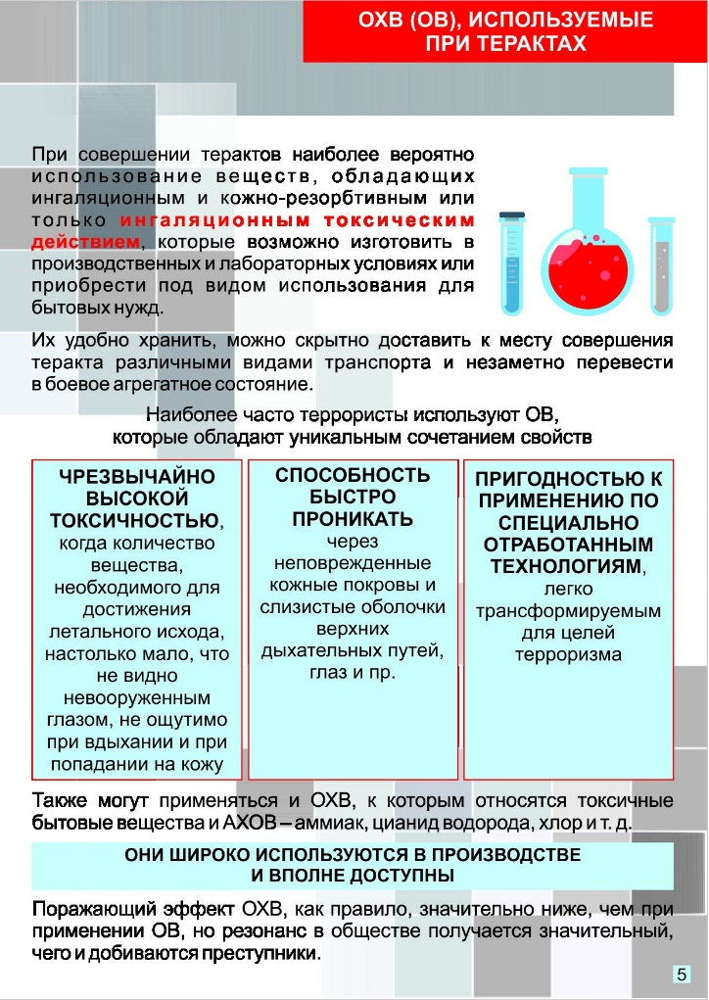 ОХВ (ОВ), ИСПОЛЬЗУЕМЫЕ
ПРИ ТЕРАКТАХ
При совершении терактов наиболее вероятно
использование веществ, обладающих
ингаляционным и кожно-резорбтивным или
только ингаляционным токсическим
действием, которые возможно изготовить в
производственных и лабораторных условиях или
приобрести под видом использования для
бытовых нужд.
Их удобно хранить, можно скрытно доставить к месту совершения
теракта различными видами транспорта и незаметно перевести
в боевое агрегатное состояние.
Наиболее часто террористы используют ОВ,
которые обладают уникальным сочетанием свойств
ЧРЕЗВЫЧАЙНО
ВЫСОКОЙ
ТОКСИЧНОСТЬЮ,
когда количество
вещества,
необходимого для
достижения
летального исхода,
настолько мало, что
не видно
невооруженным
глазом, не ощутимо
при вдыхании и при
попадании на кожу
СПОСОБНОСТЬ
БЫСТРО
ПРОНИКАТЬ
через
неповрежденные
кожные покровы и
слизистые оболочки
верхних
дыхательных путей,
глаз и пр.
ПРИГОДНОСТЬЮ К
ПРИМЕНЕНИЮ ПО
СПЕЦИАЛЬНО
ОТРАБОТАННЫМ
ТЕХНОЛОГИЯМ,
легко
трансформируемым
для целей
терроризма
Также могут применяться и ОХВ, к которым относятся токсичные
бытовые вещества и АХОВ – аммиак, цианид водорода, хлор и т. д.
ОНИ ШИРОКО ИСПОЛЬЗУЮТСЯ В ПРОИЗВОДСТВЕ
И ВПОЛНЕ ДОСТУПНЫ
Поражающий эффект ОХВ, как правило, значительно ниже, чем при
применении ОВ, но резонанс в обществе получается значительный,
чего и добиваются преступники.
5